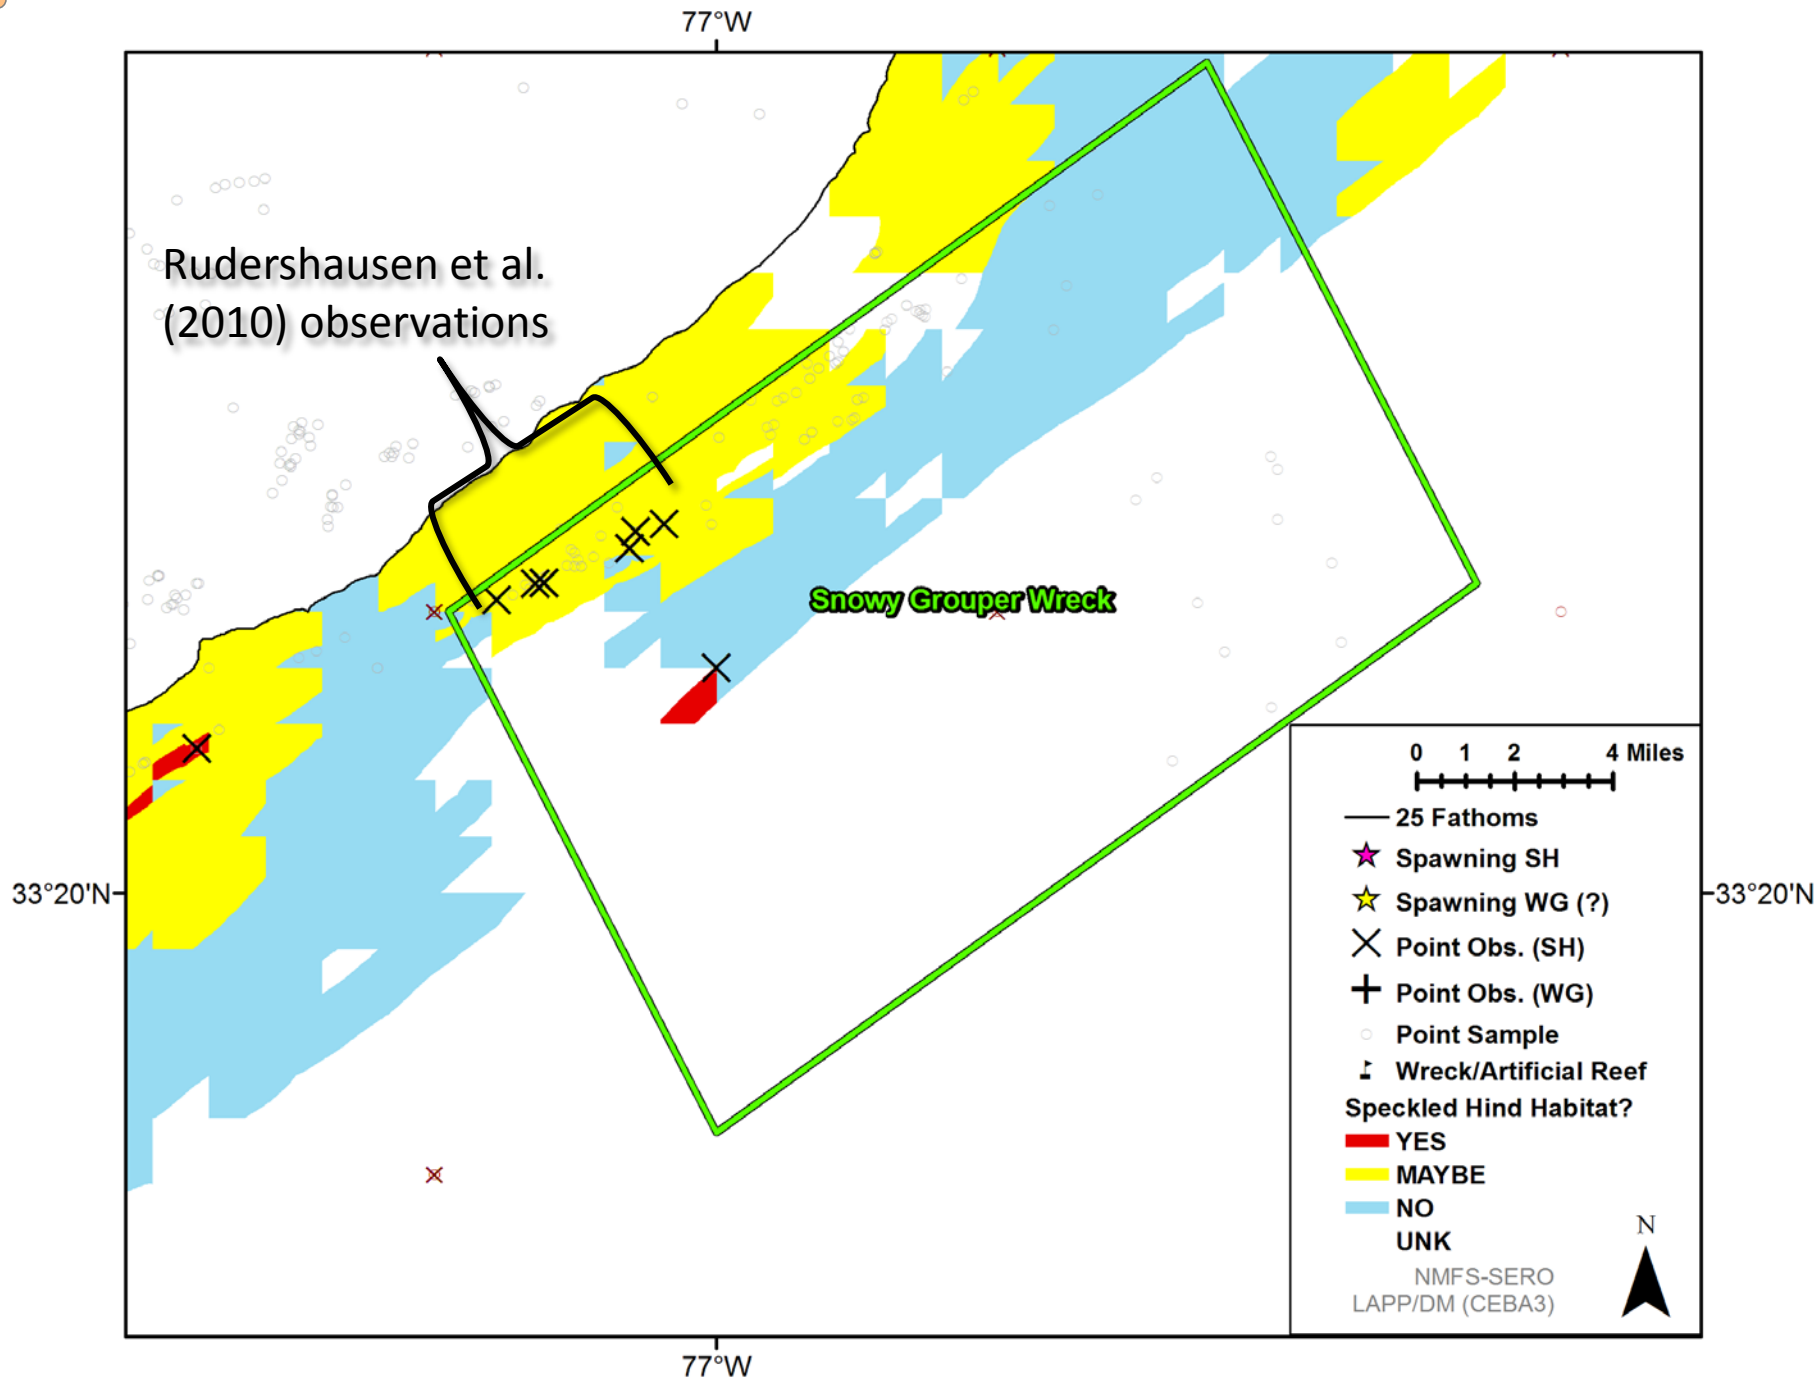 77°W
Rudershausen et al.
(2010) observations
Snowy Grouper Wreck
33°20'N
33°20'N
0 1 2 4 Miles
25 Fathoms
Spawning SH
Spawning WG (?)
Point Obs. (SH)
Point Obs. (WG)
Point Sample
Wreck/Artificial Reef
Speckled Hind Habitat?
YES
MAYBE
NO
UNK
N
NMFS-SERO
LAPP/DM (CEBA3)
77°W